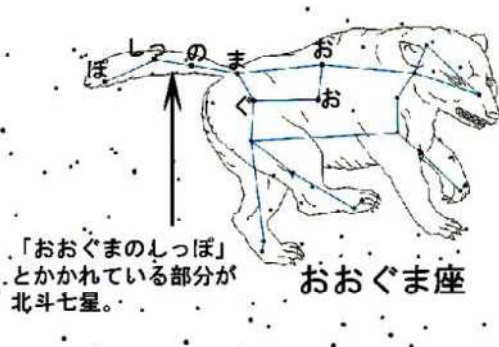 ぽ しっ の ま お
ぐ お
「おおぐまのしっぽ」
とかかれている部分が
北斗七星。
おおぐま座